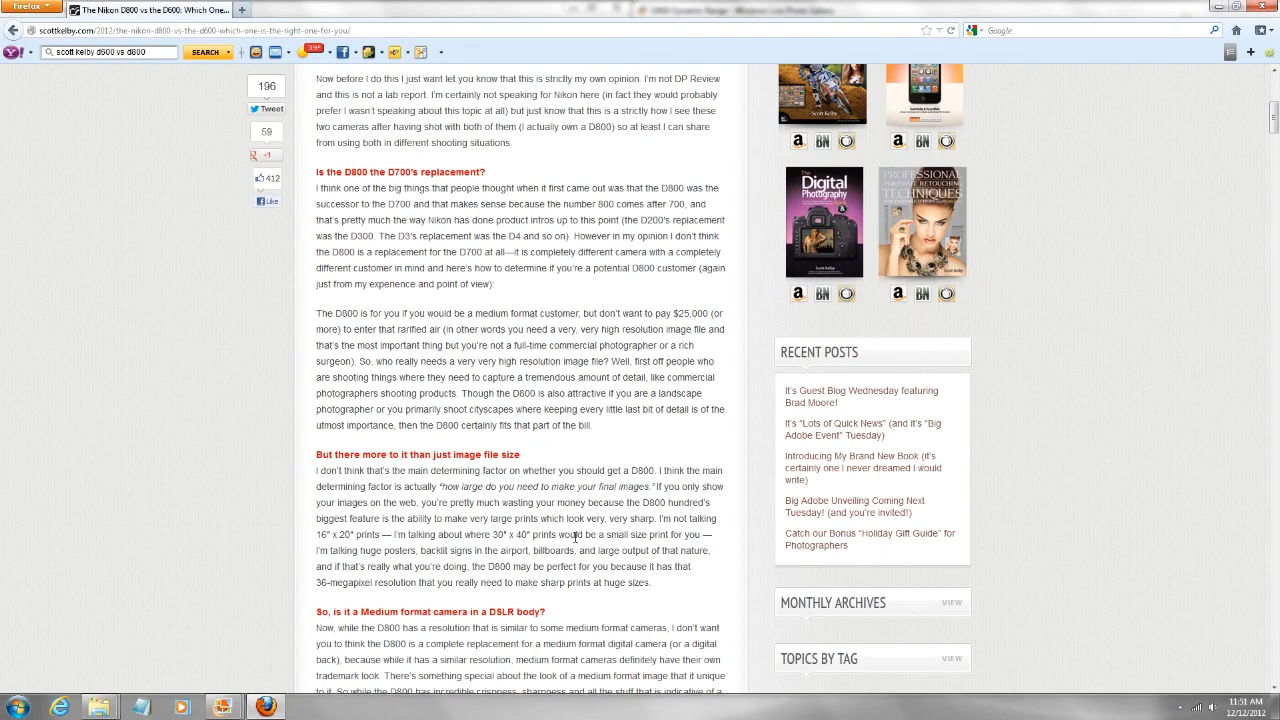 Firefox
The Nikon D800 vs the D600: Which One...
scottkelby.com/2012/the-nikon-d800-vs-the-d600-which-one-is-the-right-one-for-you/
Google
scott kelby d600 vs d800
SEARCH
39°
196
Tweet
59
+1
412
Like
Now before I do this I just want let you know that this is strictly my own opinion. I'm not DP Review
and this is not a lab report. I'm certainly not speaking for Nikon here (in fact they would probably
prefer I wasn't speaking about this topic at all) but just know that this is a strictly how I see these
two cameras after having shot with both of them (I actually own a D800) so at least I can share
from using both in different shooting situations.
Is the D800 the D700's replacement?
I think one of the big things that people thought when it first came out was that the D800 was the
successor to the D700 and that makes sense because the number 800 comes after 700, and
that's pretty much the way Nikon has done product intros up to this point (the D200's replacement
was the D300. The D3's replacement was the D4 and so on). However in my opinion I don't think
the D800 is a replacement for the D700 at all—it is completely different camera with a completely
different customer in mind and here's how to determine if you're a potential D800 customer (again
just from my experience and point of view):
The D800 is for you if you would be a medium format customer, but don't want to pay $25,000 (or
more) to enter that rarified air (in other words you need a very, very high resolution image file and
that's the most important thing but you're not a full-time commercial photographer or a rich
surgeon). So, who really needs a very very high resolution image file? Well, first off people who
are shooting things where they need to capture a tremendous amount of detail, like commercial
photographers shooting products. Though the D800 is also attractive if you are a landscape
photographer or you primarily shoot cityscapes where keeping every little last bit of detail is of the
utmost importance, then the D800 certainly fits that part of the bill.
But there more to it than just image file size
I don't think that's the main determining factor on whether you should get a D800. I think the main
determining factor is actually "how large do you need to make your final images." If you only show
your images on the web, you're pretty much wasting your money because the D800 hundred's
biggest feature is the ability to make very large prints which look very, very sharp. I'm not talking
16″ x 20″ prints — I'm talking about where 30″ x 40″ prints would be a small size print for you —
I'm talking huge posters, backlit signs in the airport, billboards, and large output of that nature,
and if that's really what you're doing, the D800 may be perfect for you because it has that
36-megapixel resolution that you really need to make sharp prints at huge sizes.
So, is it a Medium format camera in a DSLR body?
Now, while the D800 has a resolution that is similar to some medium format cameras, I don't want
you to think the D800 is a complete replacement for a medium format digital camera (or a digital
back), because while it has a similar resolution, medium format cameras definitely have their own
trademark look. There's something special about the look of a medium format image that it unique
to it. So while the D800 has incredible crispness, sharpness and all the stuff that is indicative of a
Scott Kelby
a BN
a BN
The
Digital
Photography
Scott Kelby
PROFESSIONAL
PORTRAIT RETOUCHING
TECHNIQUES
Scott Kelby
a BN
a BN
RECENT POSTS
It's Guest Blog Wednesday featuring
Brad Moore!
It's "Lots of Quick News" (and It's "Big
Adobe Event" Tuesday)
Introducing My Brand New Book (it's
certainly one I never dreamed I would
write)
Big Adobe Unveiling Coming Next
Tuesday! (and you're invited!)
Catch our Bonus "Holiday Gift Guide" for
Photographers
MONTHLY ARCHIVES
VIEW
TOPICS BY TAG
VIEW
11:51 AM
12/12/2012